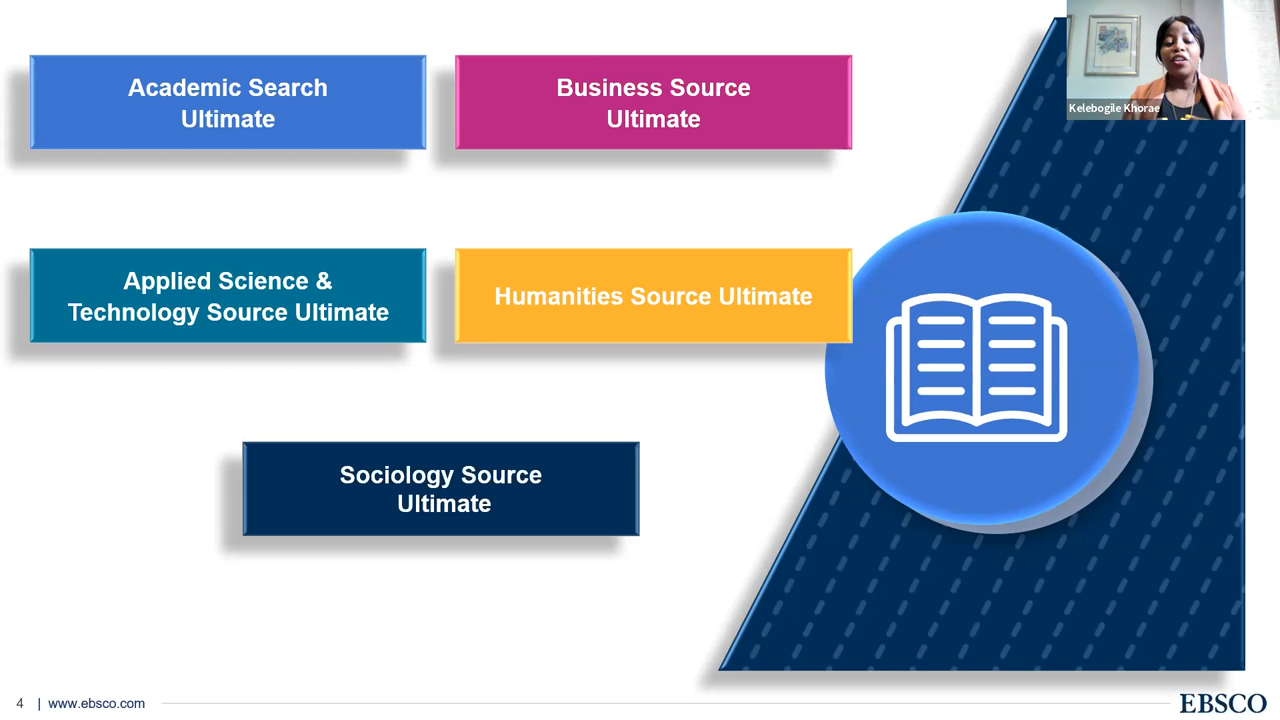 Academic Search
Ultimate
Business Source
Ultimate
Kelebogile Khorae
Applied Science &
Technology Source Ultimate
Humanities Source Ultimate
Sociology Source
Ultimate
4 | www.ebsco.com
EBSCO